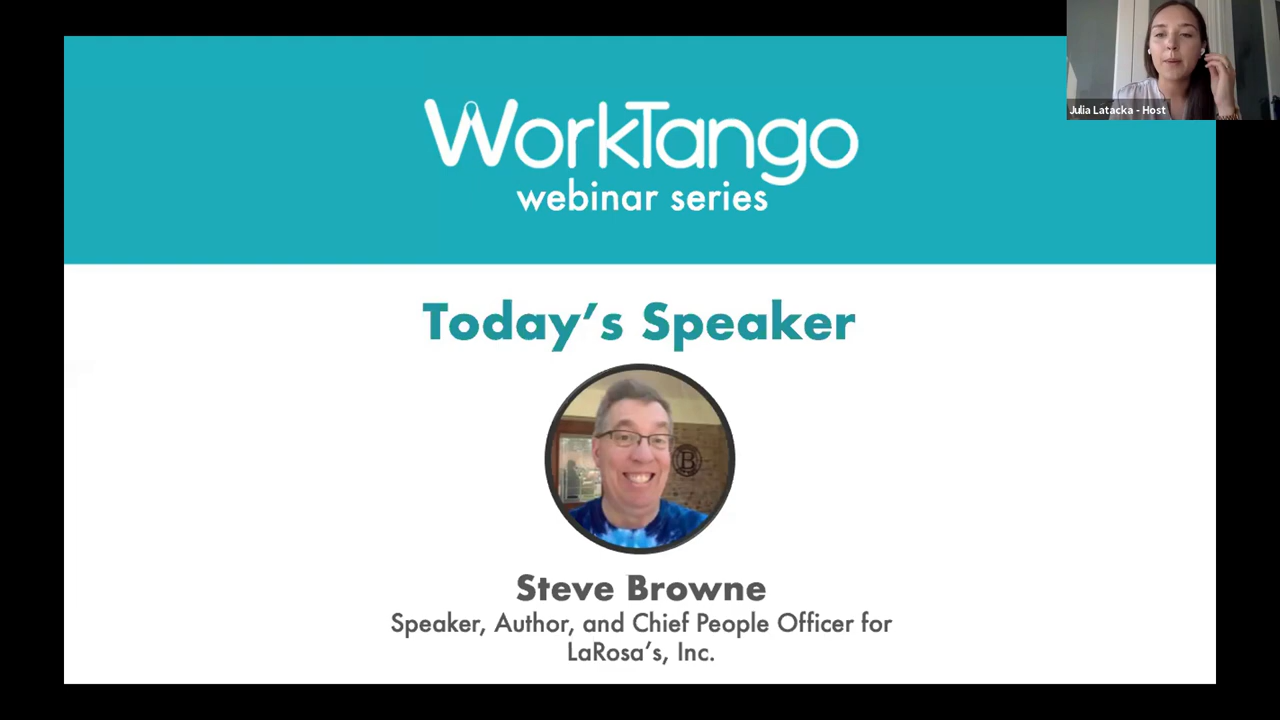 Julia Latacka - Host
WorkTango
webinar series
Today's Speaker
B
Steve Browne
Speaker, Author, and Chief People Officer for
LaRosa's, Inc.